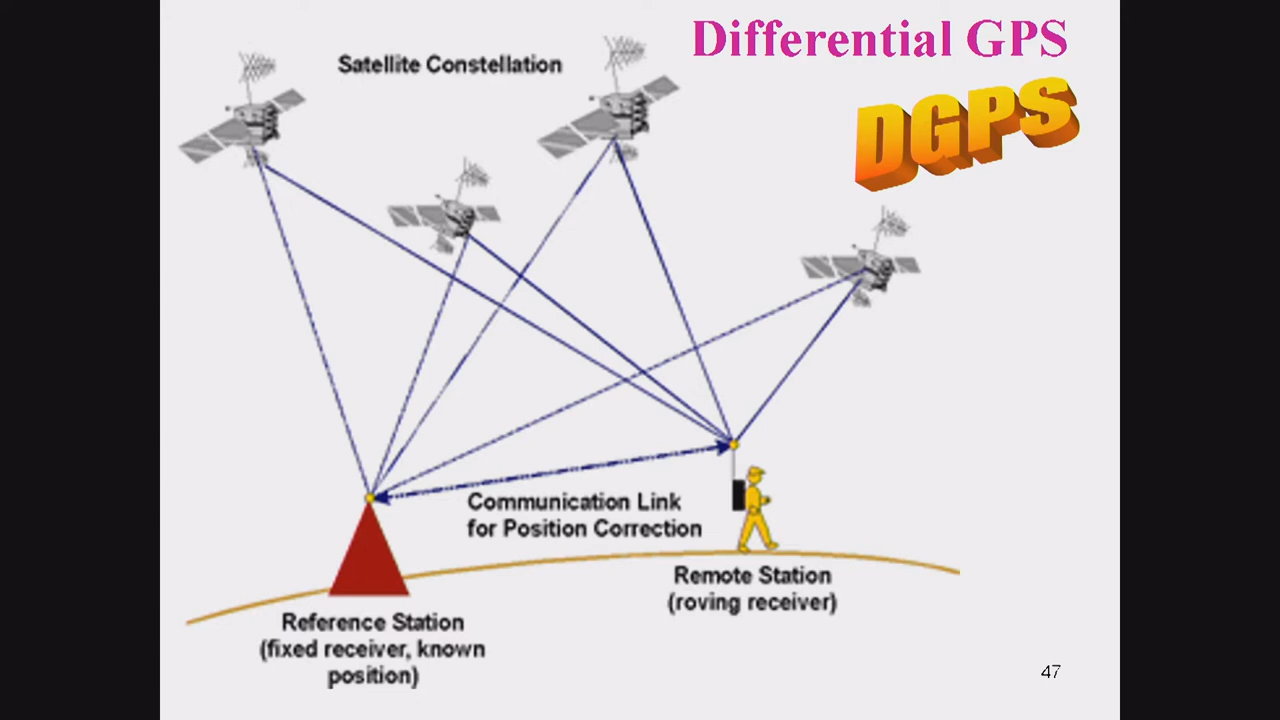 Differential GPS
Satellite Constellation
DGPS
Communication Link
for Position Correction
Remote Station
(roving receiver)
Reference Station
(fixed receiver, known
position)
47